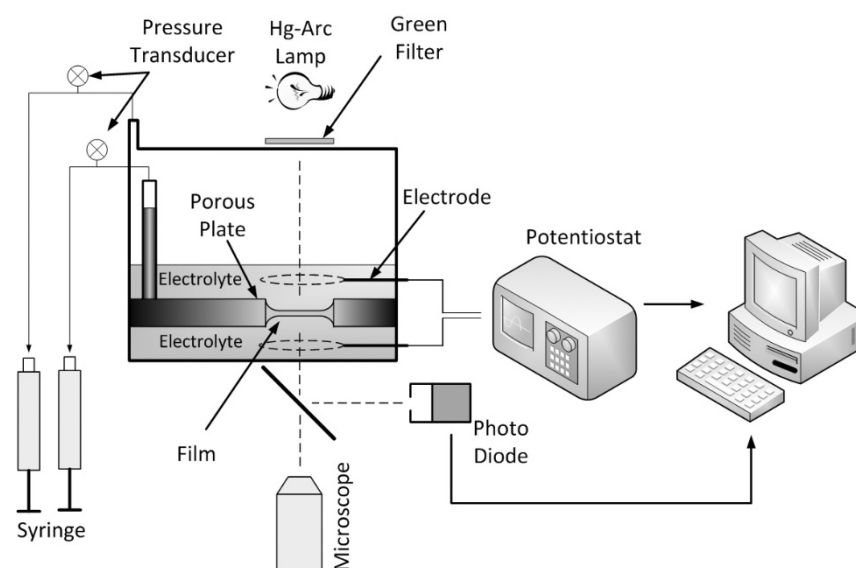 Pressure
Transducer
Hg-Arc
Lamp
Green
Filter
Porous
Plate
Electrode
Potentiostat
Electrolyte
Electrolyte
Film
Photo
Diode
Microscope
Syringe